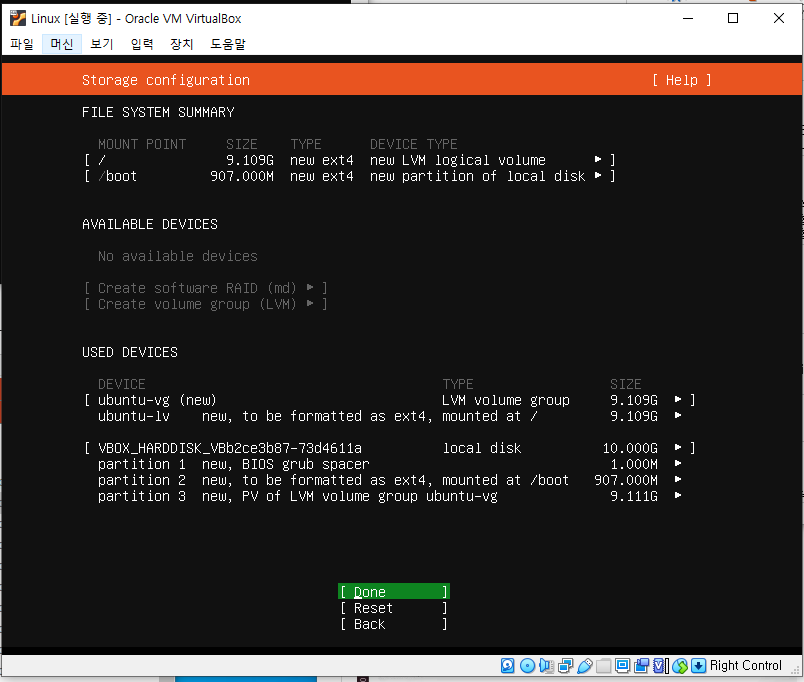 Linux [실행 중] - Oracle VM VirtualBox
파일 머신 보기 입력 장치 도움말
Storage configuration [ Help ]
FILE SYSTEM SUMMARY
MOUNT POINT SIZE TYPE DEVICE TYPE
[ / 9.109G new ext4 new LVM logical volume ▸ ]
[ /boot 907.000M new ext4 new partition of local disk ▸ ]
AVAILABLE DEVICES
No available devices
[ Create software RAID (md) ▸ ]
[ Create volume group (LVM) ▸ ]
USED DEVICES
DEVICE TYPE SIZE
[ ubuntu-vg (new) LVM volume group 9.109G ▸ ]
ubuntu-lv new, to be formatted as ext4, mounted at / 9.109G ▸
[ VBOX_HARDDISK_VBb2ce3b87-73d4611a local disk 10.000G ▸ ]
partition 1 new, BIOS grub spacer 1.000M ▸
partition 2 new, to be formatted as ext4, mounted at /boot 907.000M ▸
partition 3 new, PV of LVM volume group ubuntu-vg 9.111G ▸
[ Done ]
[ Reset ]
[ Back ]
Right Control